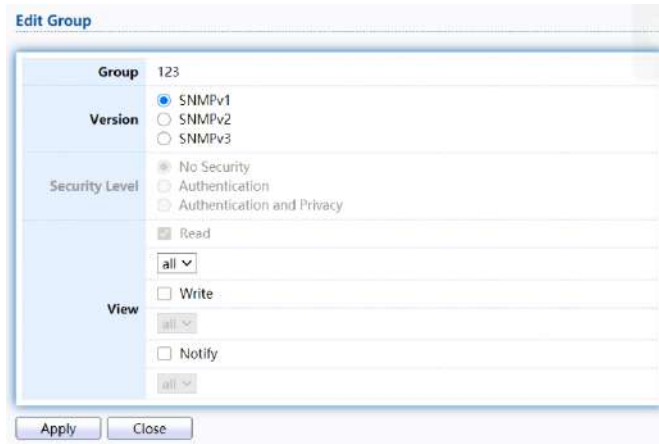 Edit Group
Group 123
Version
SNMPv1
SNMPv2
SNMPv3
Security Level
No Security
Authentication
Authentication and Privacy
View
Read
all
Write
all
Notify
all
Apply Close